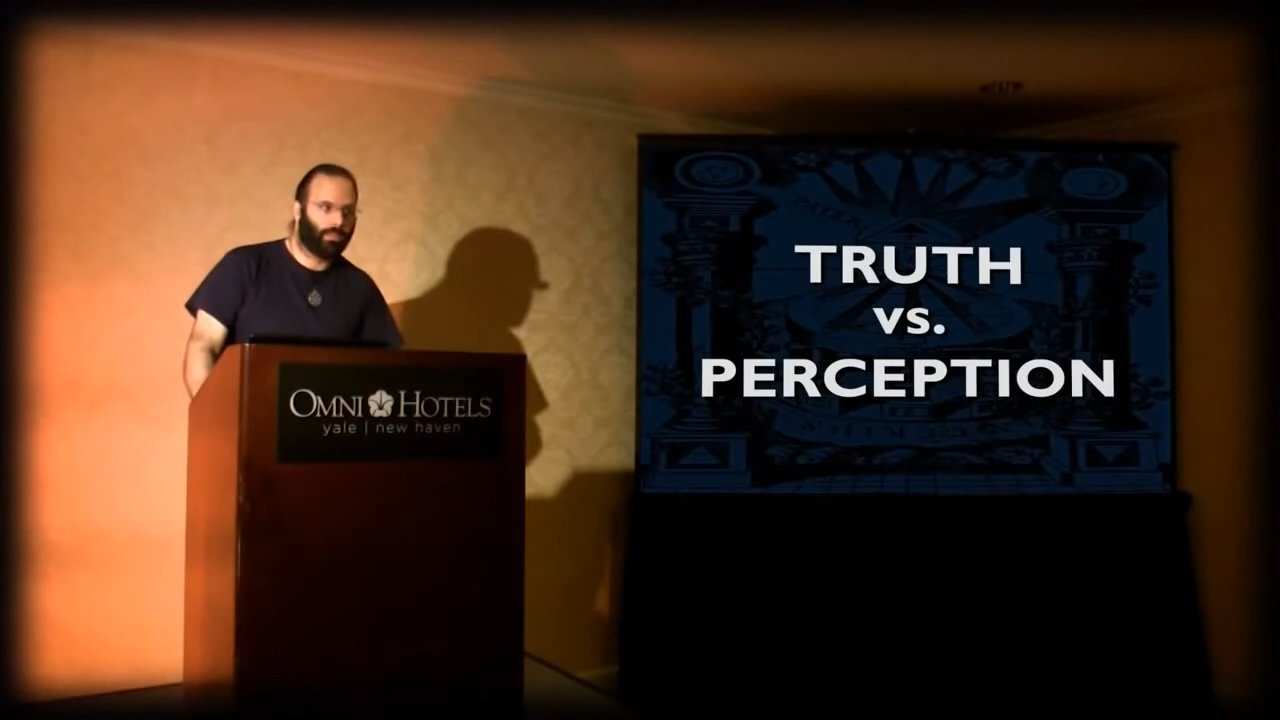 OMNI HOTELS
yale | new haven
TRUTH
vs.
PERCEPTION